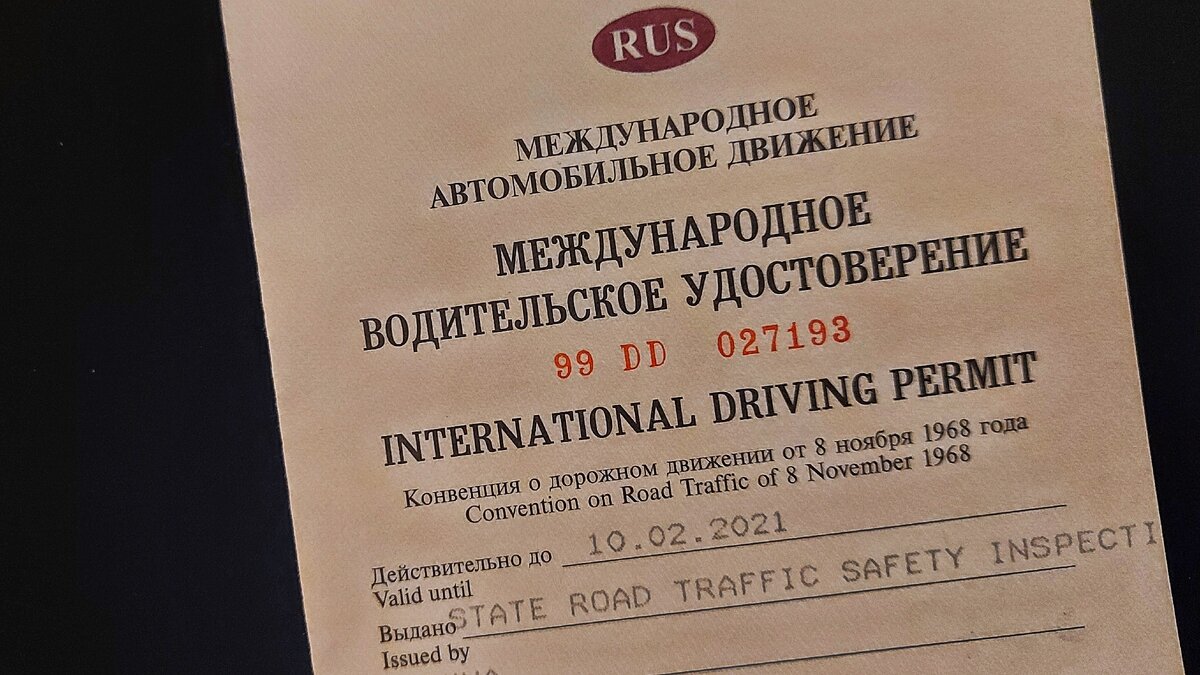 RUS
МЕЖДУНАРОДНОЕ
АВТОМОБИЛЬНОЕ ДВИЖЕНИЕ
МЕЖДУНАРОДНОЕ
ВОДИТЕЛЬСКОЕ УДОСТОВЕРЕНИЕ
99 DD 027193
INTERNATIONAL DRIVING PERMIT
Конвенция о дорожном движении от 8 ноября 1968 года
Convention on Road Traffic of 8 November 1968
Действительно до 10.02.2021
Valid until
Выдано STATE ROAD TRAFFIC SAFETY INSPECTI
Issued by